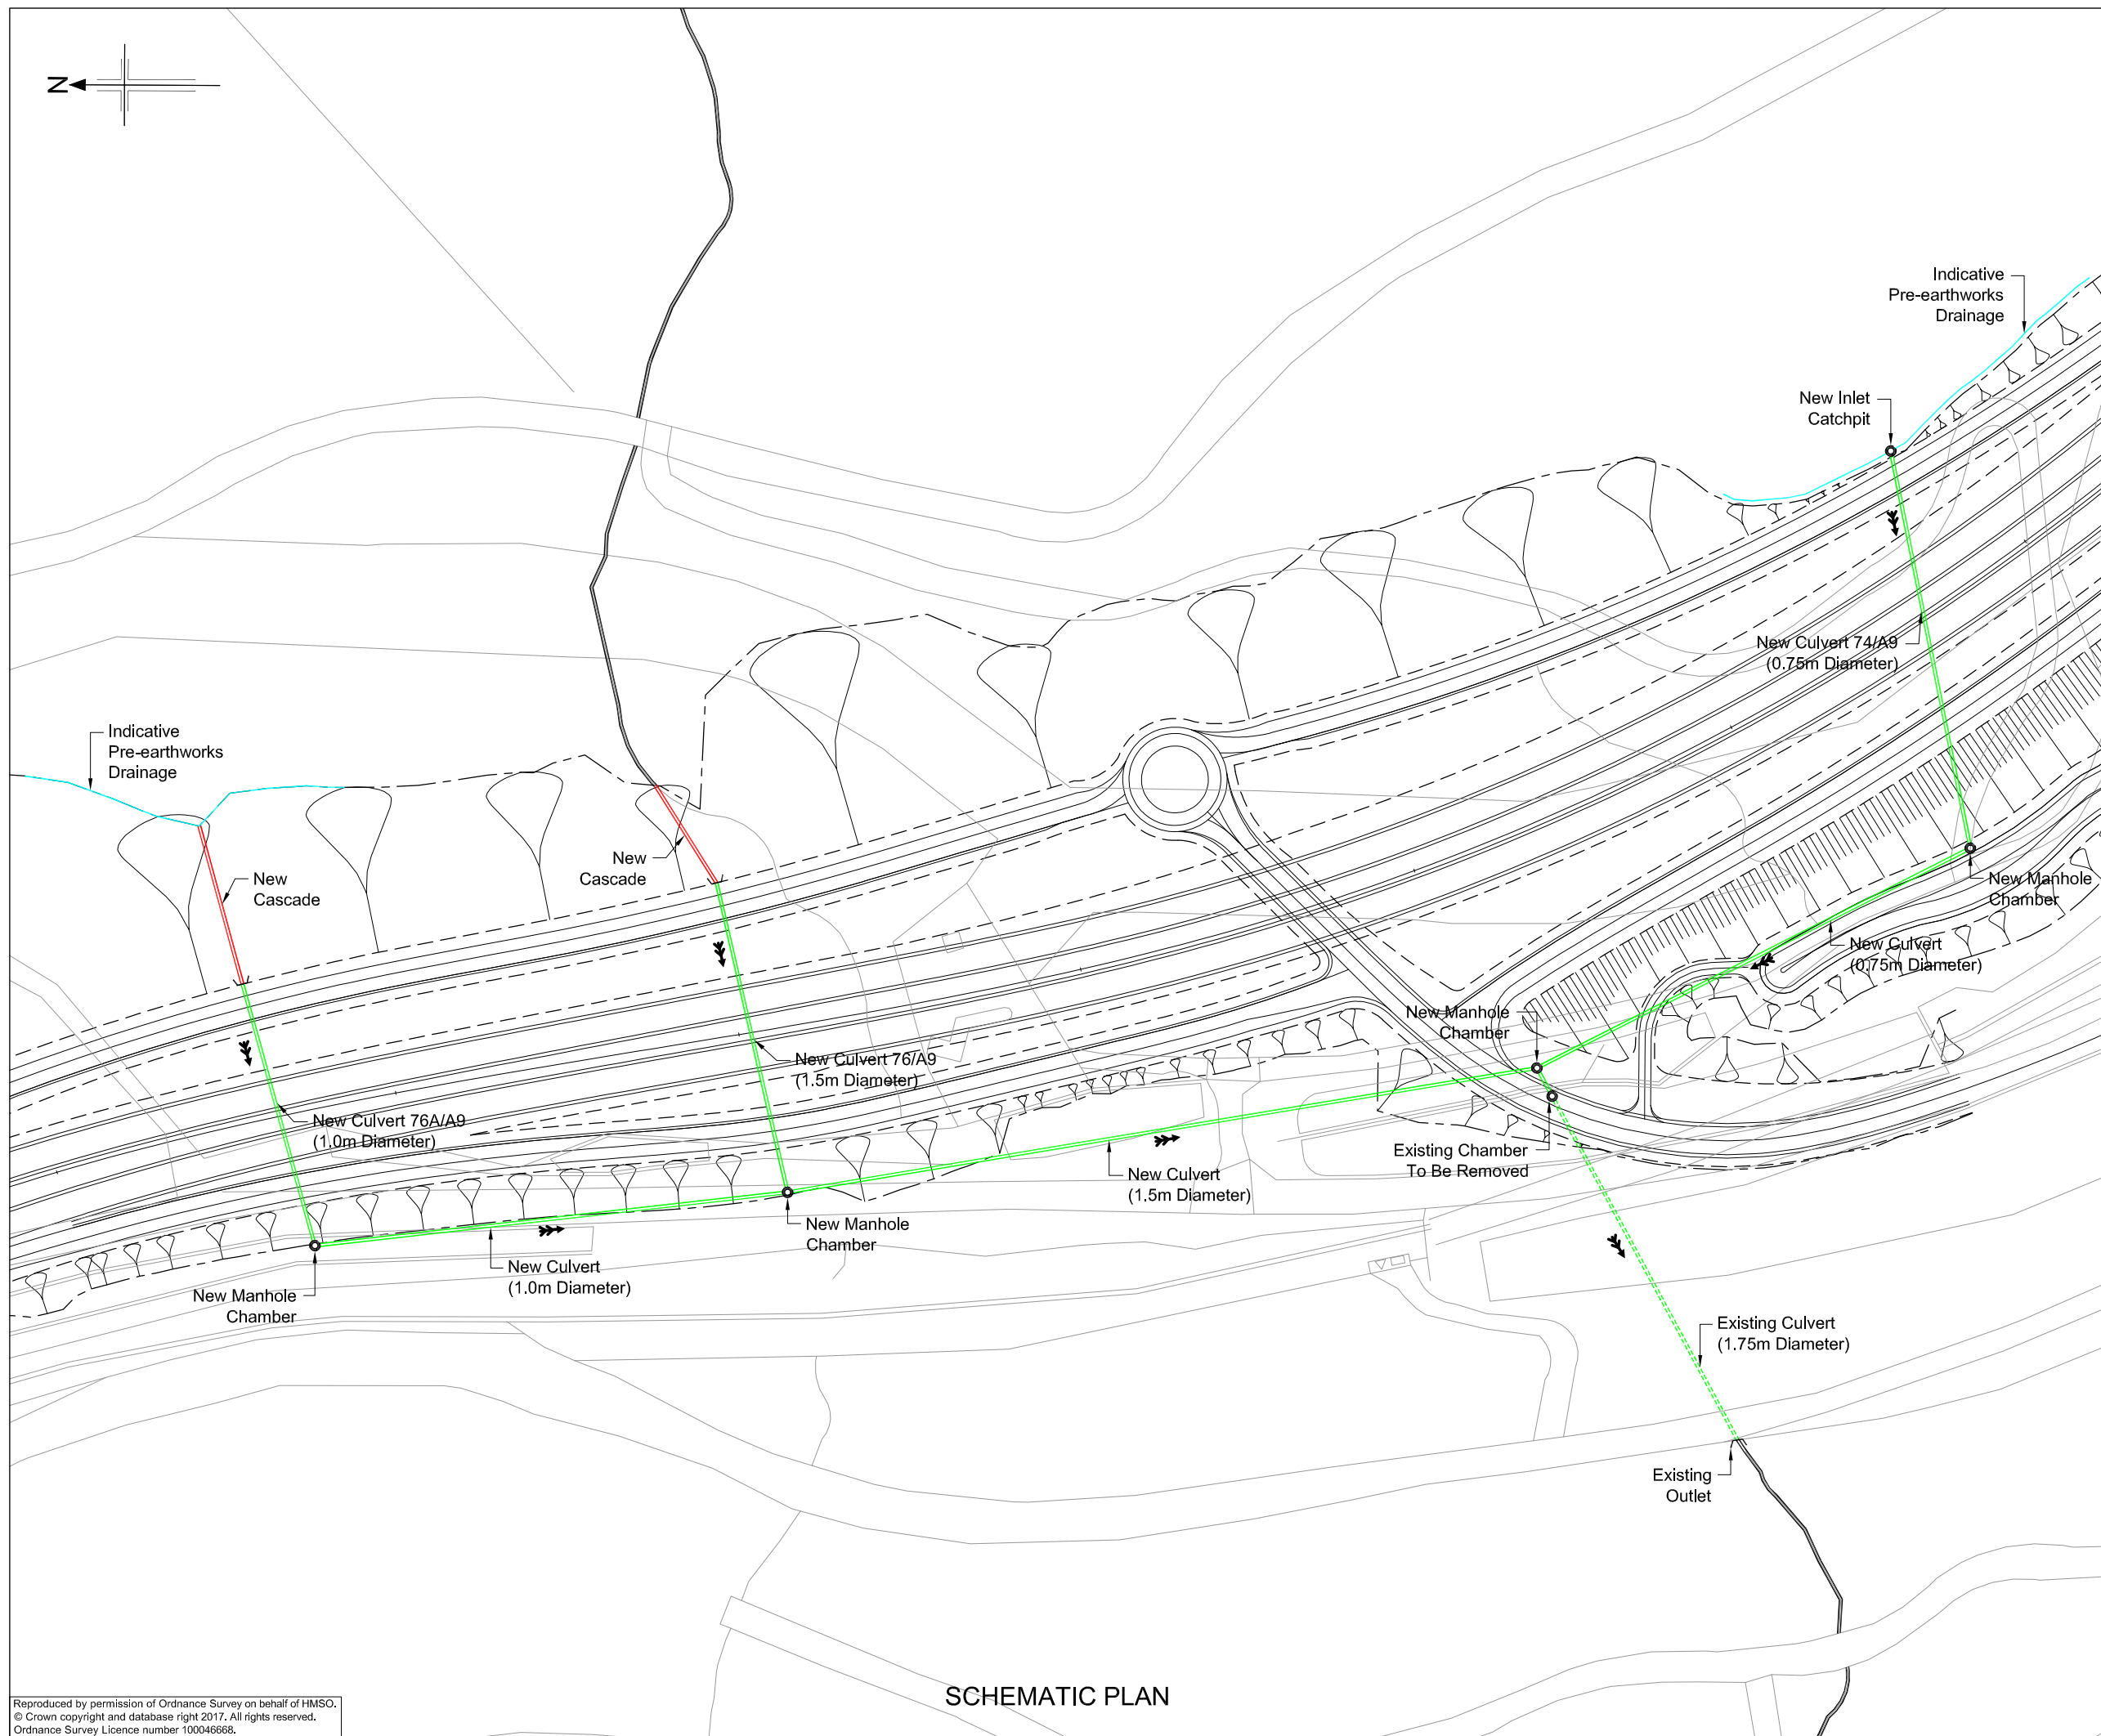 N
Indicative
Pre-earthworks
Drainage
New Inlet
Catchpit
New Culvert 74/A9
(0.75m Diameter)
Indicative
Pre-earthworks
Drainage
New
Cascade
New
Cascade
New Manhole
Chamber
New Culvert
(0.75m Diameter)
New Manhole
Chamber
New Culvert 76/A9
(1.5m Diameter)
New Culvert 76A/A9
(1.0m Diameter)
Existing Chamber
To Be Removed
New Culvert
(1.5m Diameter)
New Manhole
Chamber
New Culvert
(1.0m Diameter)
New Manhole
Chamber
Existing Culvert
(1.75m Diameter)
Existing
Outlet
SCHEMATIC PLAN
Reproduced by permission of Ordnance Survey on behalf of HMSO.
© Crown copyright and database right 2017. All rights reserved.
Ordnance Survey Licence number 100046668.